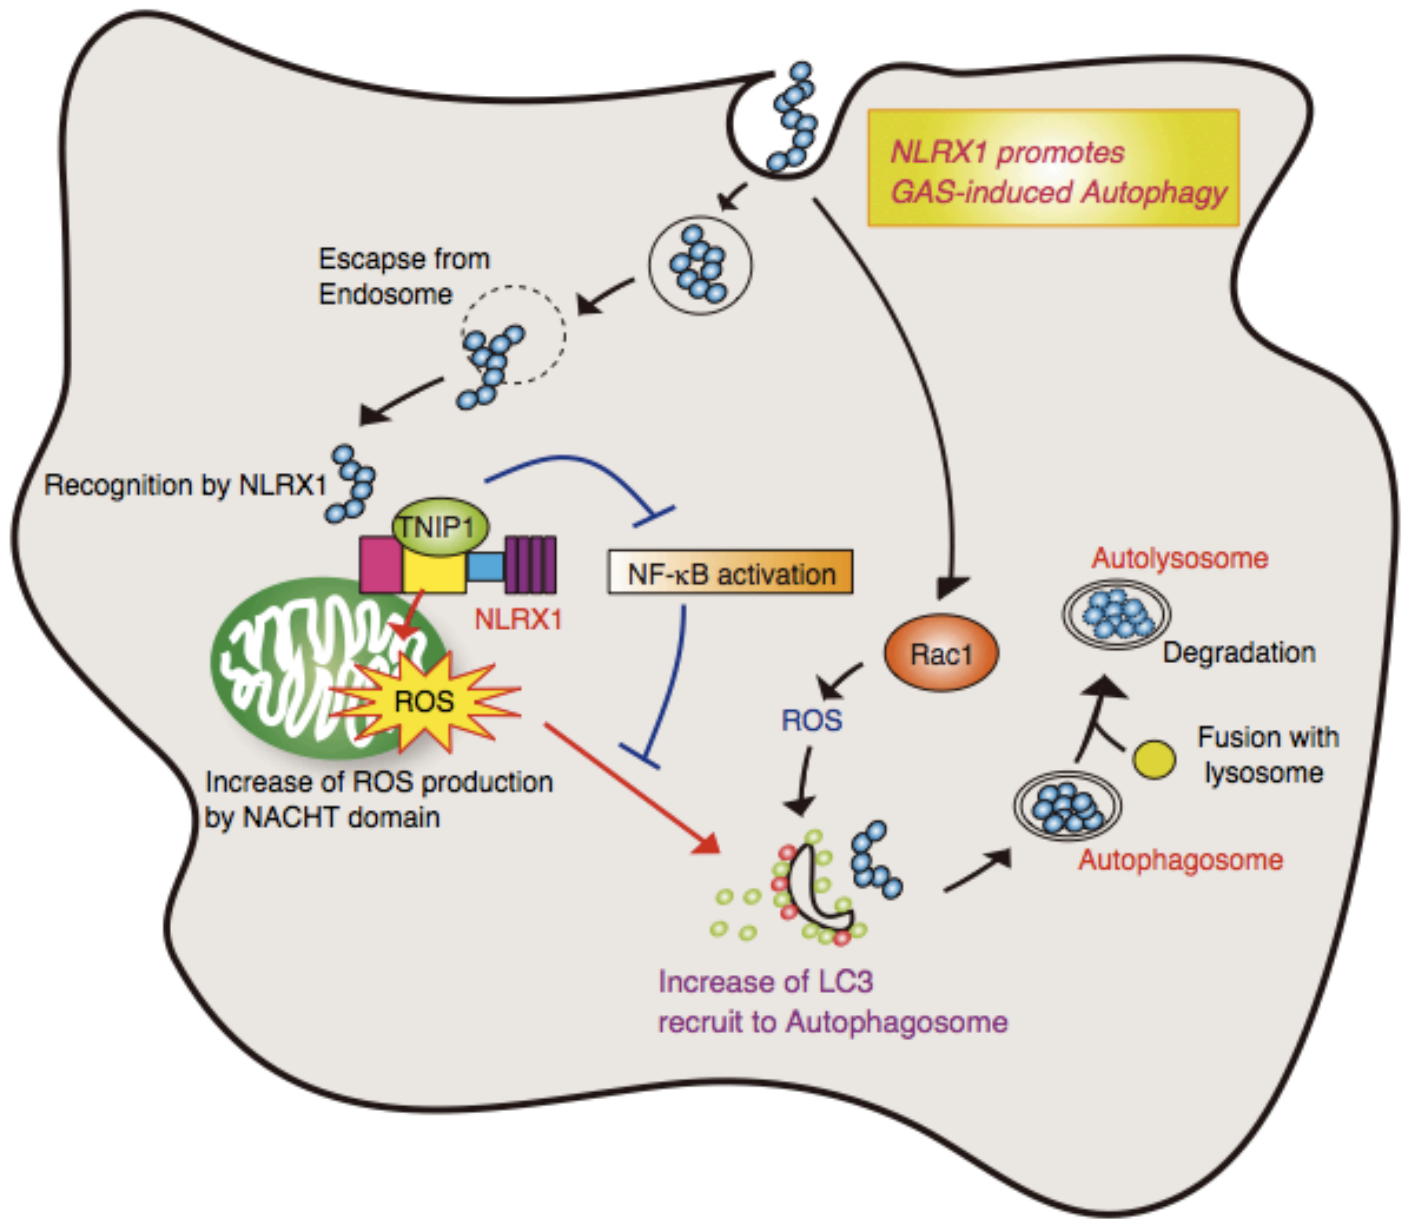 NLRX1 promotes
GAS-induced Autophagy
Escapse from
Endosome
Recognition by NLRX1
TNIP1
NLRX1
NF-κB activation
Rac1
ROS
ROS
Increase of ROS production
by NACHT domain
Autolysosome
Degradation
Fusion with
lysosome
Autophagosome
Increase of LC3
recruit to Autophagosome